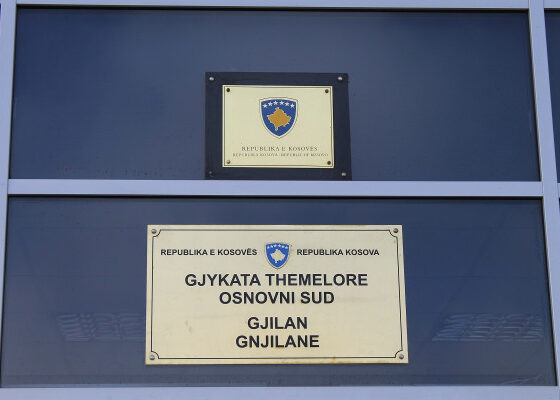 REPUBLIKA E KOSOVËS
REPUBLIKA KOSOVA · REPUBLIC OF KOSOVO
REPUBLIKA E KOSOVËS REPUBLIKA KOSOVA
GJYKATA THEMELORE
OSNOVNI SUD
GJILAN
GNJILANE